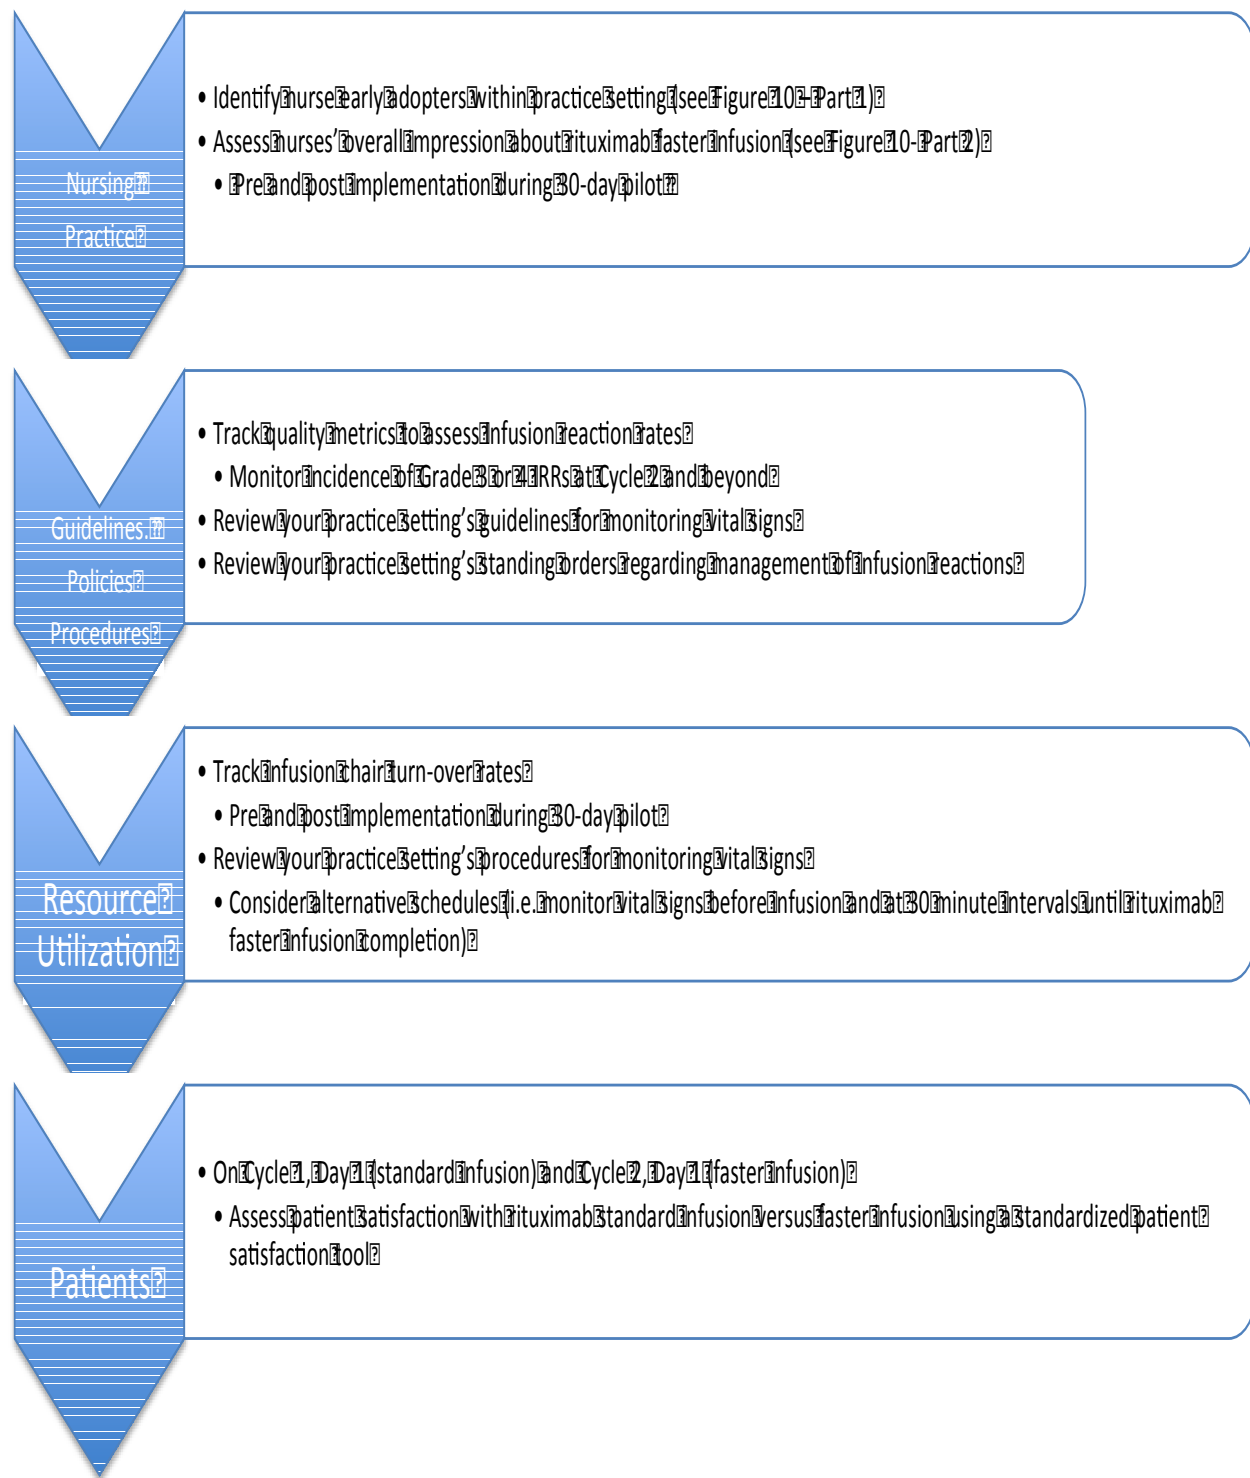 Nursing
Practice
• Identify nurse early adopters within practice setting (see Figure 10 – Part 1)
• Assess nurses’ overall impression about rituximab faster infusion (see Figure 10- Part 2)
• Pre and post implementation during 30-day pilot
Guidelines.
Policies
Procedures
• Track quality metrics to assess infusion reaction rates
• Monitor incidence of Grade 3 or 4 IRRs at Cycle 2 and beyond
• Review your practice setting’s guidelines for monitoring vital signs
• Review your practice setting’s standing orders regarding management of infusion reactions
Resource
Utilization
• Track infusion chair turn-over rates
• Pre and post implementation during 30-day pilot
• Review your practice setting’s procedures for monitoring vital signs
• Consider alternative schedules (i.e. monitor vital signs before infusion and at 30 minute intervals until rituximab
faster infusion completion)
Patients
• On Cycle 1, Day 1 (standard infusion) and Cycle 2, Day 1 (faster infusion)
• Assess patient satisfaction with rituximab standard infusion versus faster infusion using a standardized patient
satisfaction tool